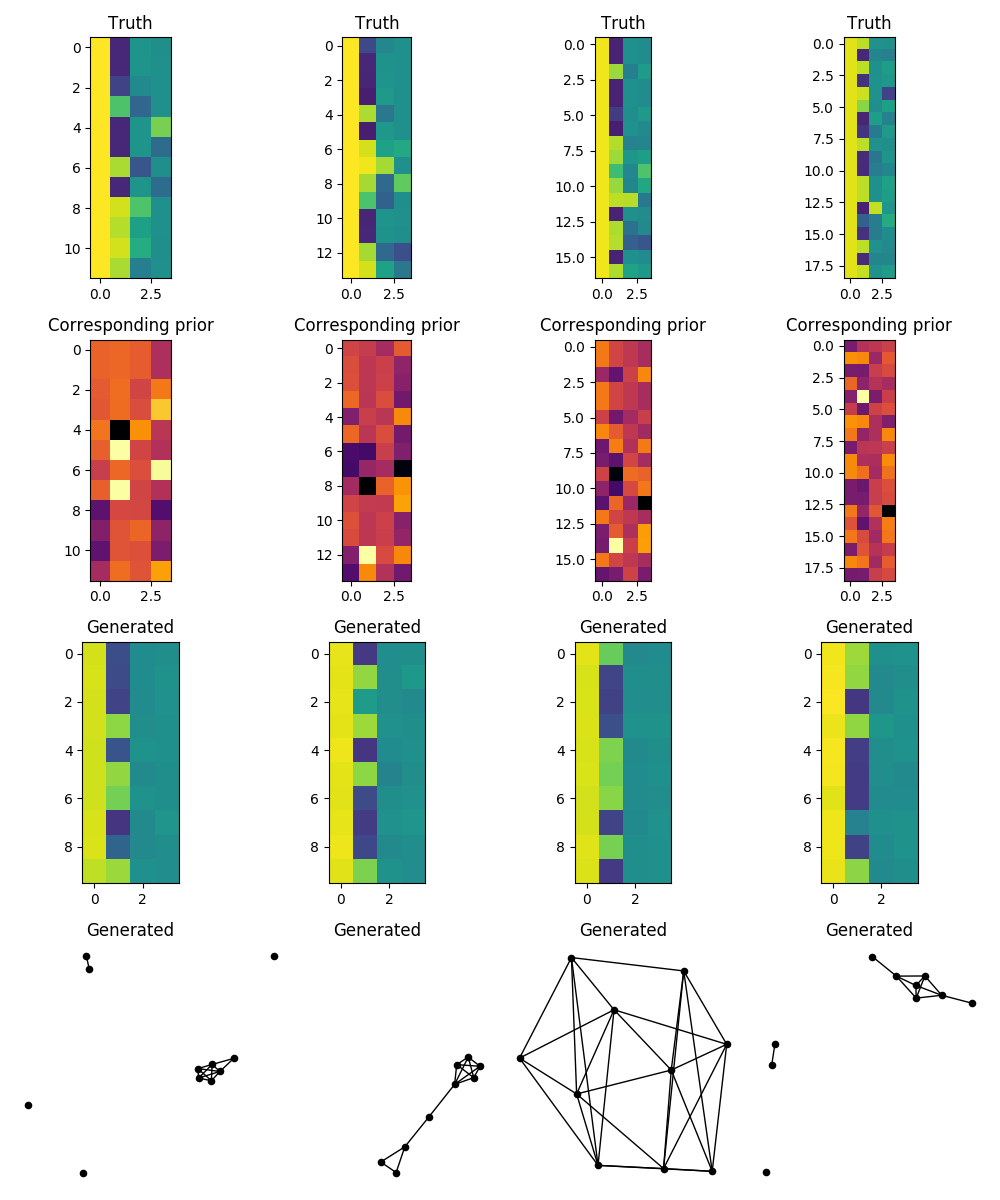 Truth Truth Truth Truth
0 0 0.0 0.0
2 2 2.5 2.5
4 4 5.0 5.0
6 6 7.5 7.5
8 8 10.0 10.0
10 10 12.5 12.5
12 15.0 15.0
17.5
0.0 2.5 0.0 2.5 0.0 2.5 0.0 2.5
Corresponding prior Corresponding prior Corresponding prior Corresponding prior
0 0 0.0 0.0
2 2 2.5 2.5
4 4 5.0 5.0
6 6 7.5 7.5
8 8 10.0 10.0
10 10 12.5 12.5
12 15.0 15.0
17.5
0.0 2.5 0.0 2.5 0.0 2.5 0.0 2.5
Generated Generated Generated Generated
0 0 0 0
2 2 2 2
4 4 4 4
6 6 6 6
8 8 8 8
0 2 0 2 0 2 0 2
Generated Generated Generated Generated